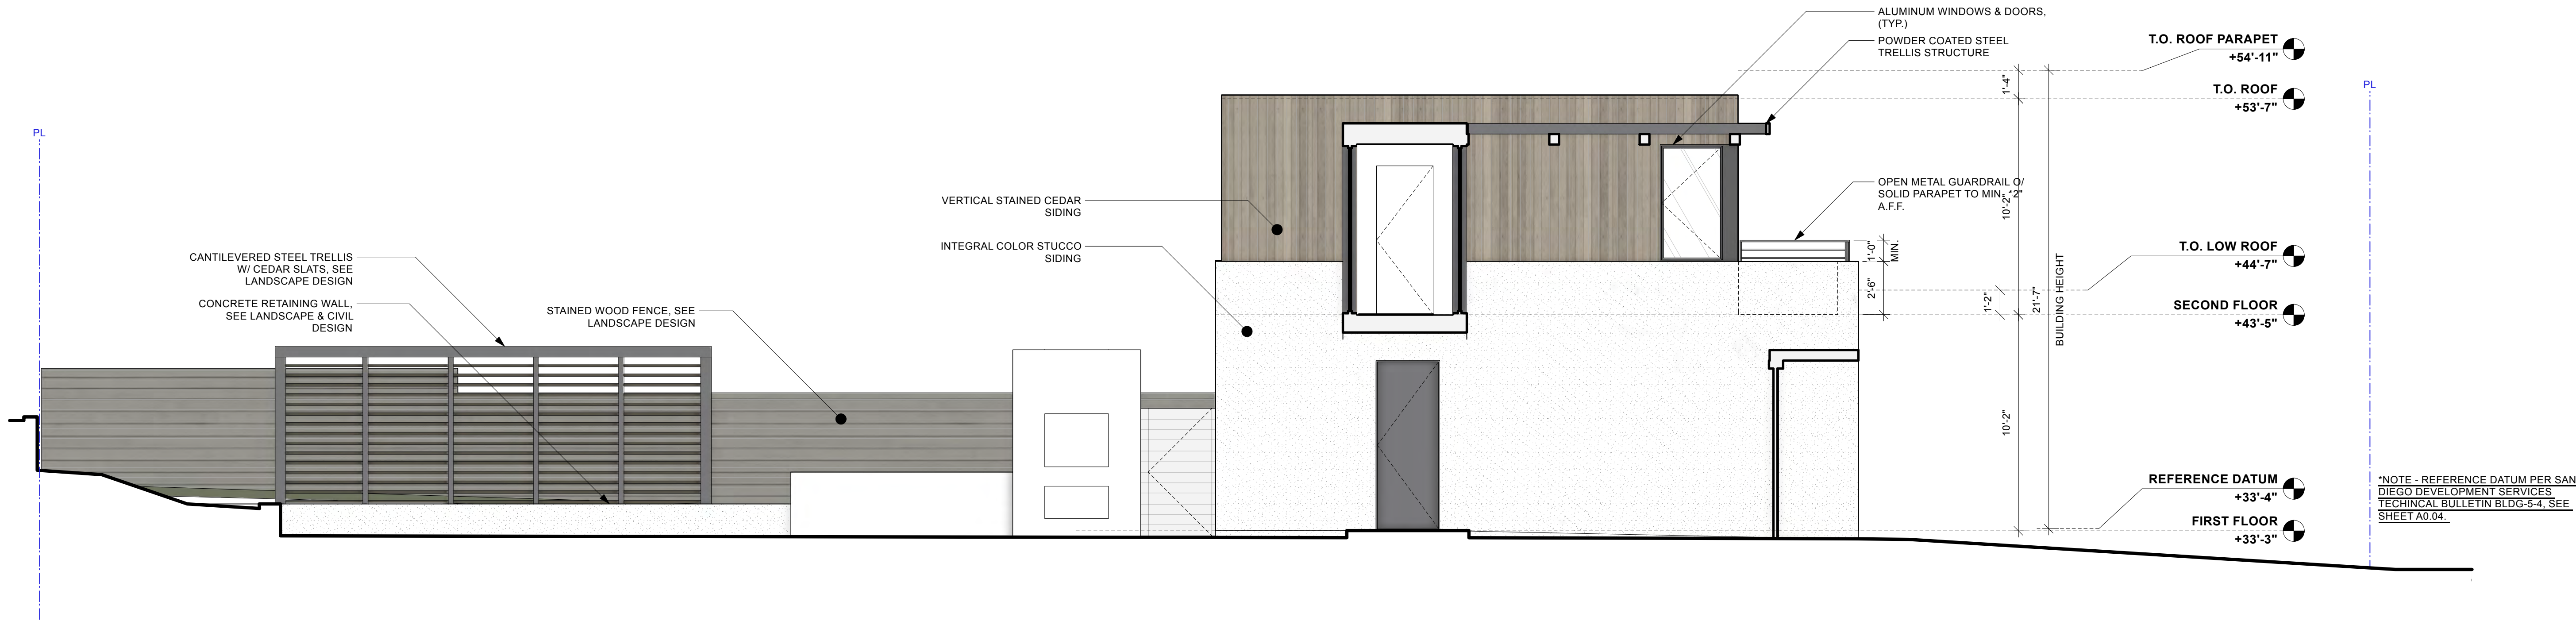 ALUMINUM WINDOWS & DOORS,
(TYP.)
POWDER COATED STEEL
TRELLIS STRUCTURE
T.O. ROOF PARAPET
+54'-11"
1'-4"
T.O. ROOF
+53'-7"
PL
PL
VERTICAL STAINED CEDAR
SIDING
OPEN METAL GUARDRAIL O/
SOLID PARAPET TO MIN.
A.F.F.
10'-2"
INTEGRAL COLOR STUCCO
SIDING
1'-0"
MIN.
T.O. LOW ROOF
+44'-7"
CANTILEVERED STEEL TRELLIS
W/ CEDAR SLATS, SEE
LANDSCAPE DESIGN
CONCRETE RETAINING WALL,
SEE LANDSCAPE & CIVIL
DESIGN
STAINED WOOD FENCE, SEE
LANDSCAPE DESIGN
2'-6"
1'-2"
21'-7"
BUILDING HEIGHT
SECOND FLOOR
+43'-5"
10'-2"
REFERENCE DATUM
+33'-4"
FIRST FLOOR
+33'-3"
*NOTE - REFERENCE DATUM PER SAN
DIEGO DEVELOPMENT SERVICES
TECHINCAL BULLETIN BLDG-5-4, SEE
SHEET A0.04.